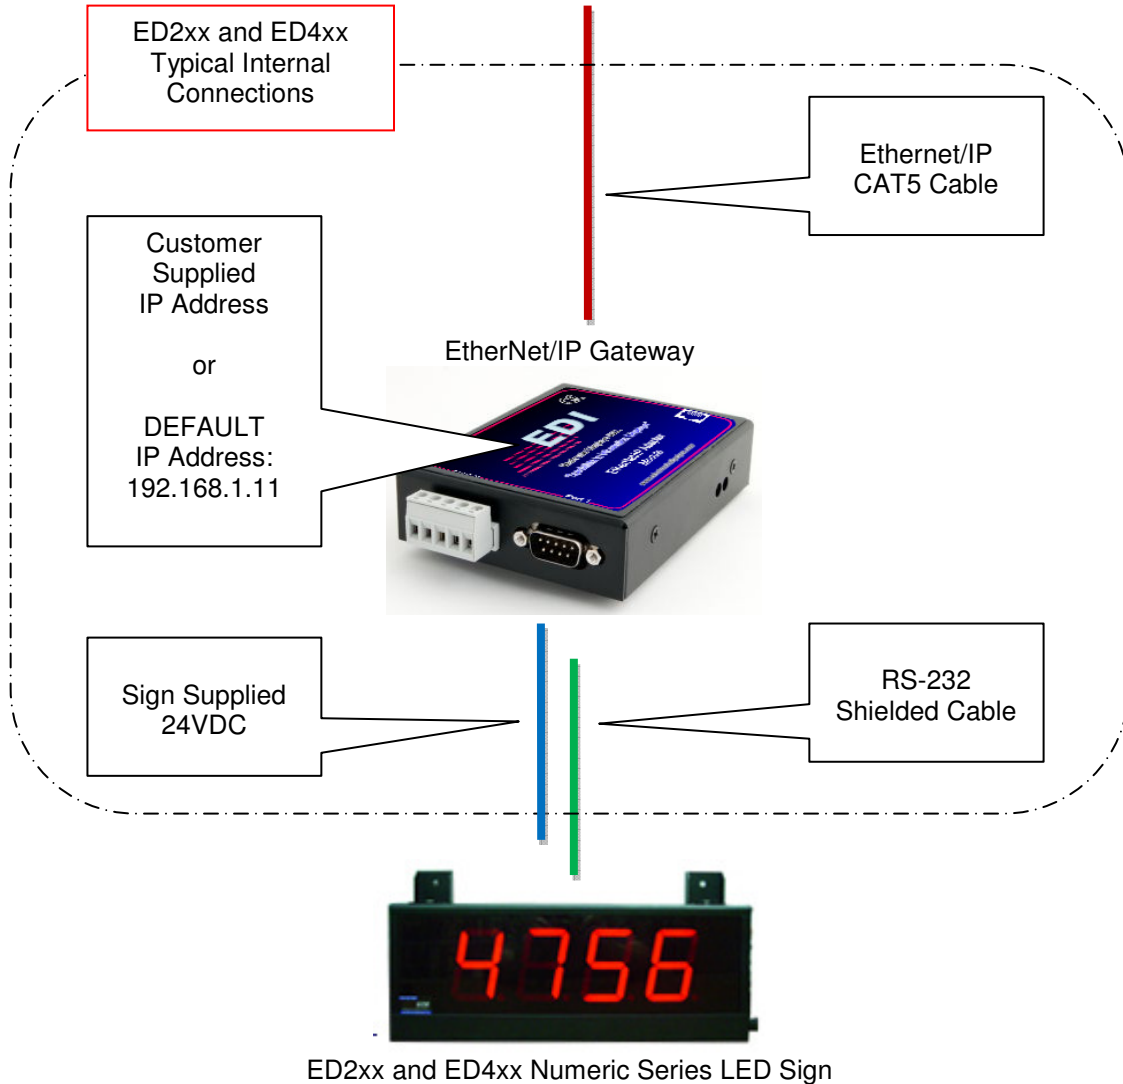 ED2xx and ED4xx
Typical Internal
Connections
Ethernet/IP
CAT5 Cable
Customer
Supplied
IP Address
or
DEFAULT
IP Address:
192.168.1.11
EtherNet/IP Gateway
EDI
Port 1
Sign Supplied
24VDC
RS-232
Shielded Cable
4756
ED2xx and ED4xx Numeric Series LED Sign